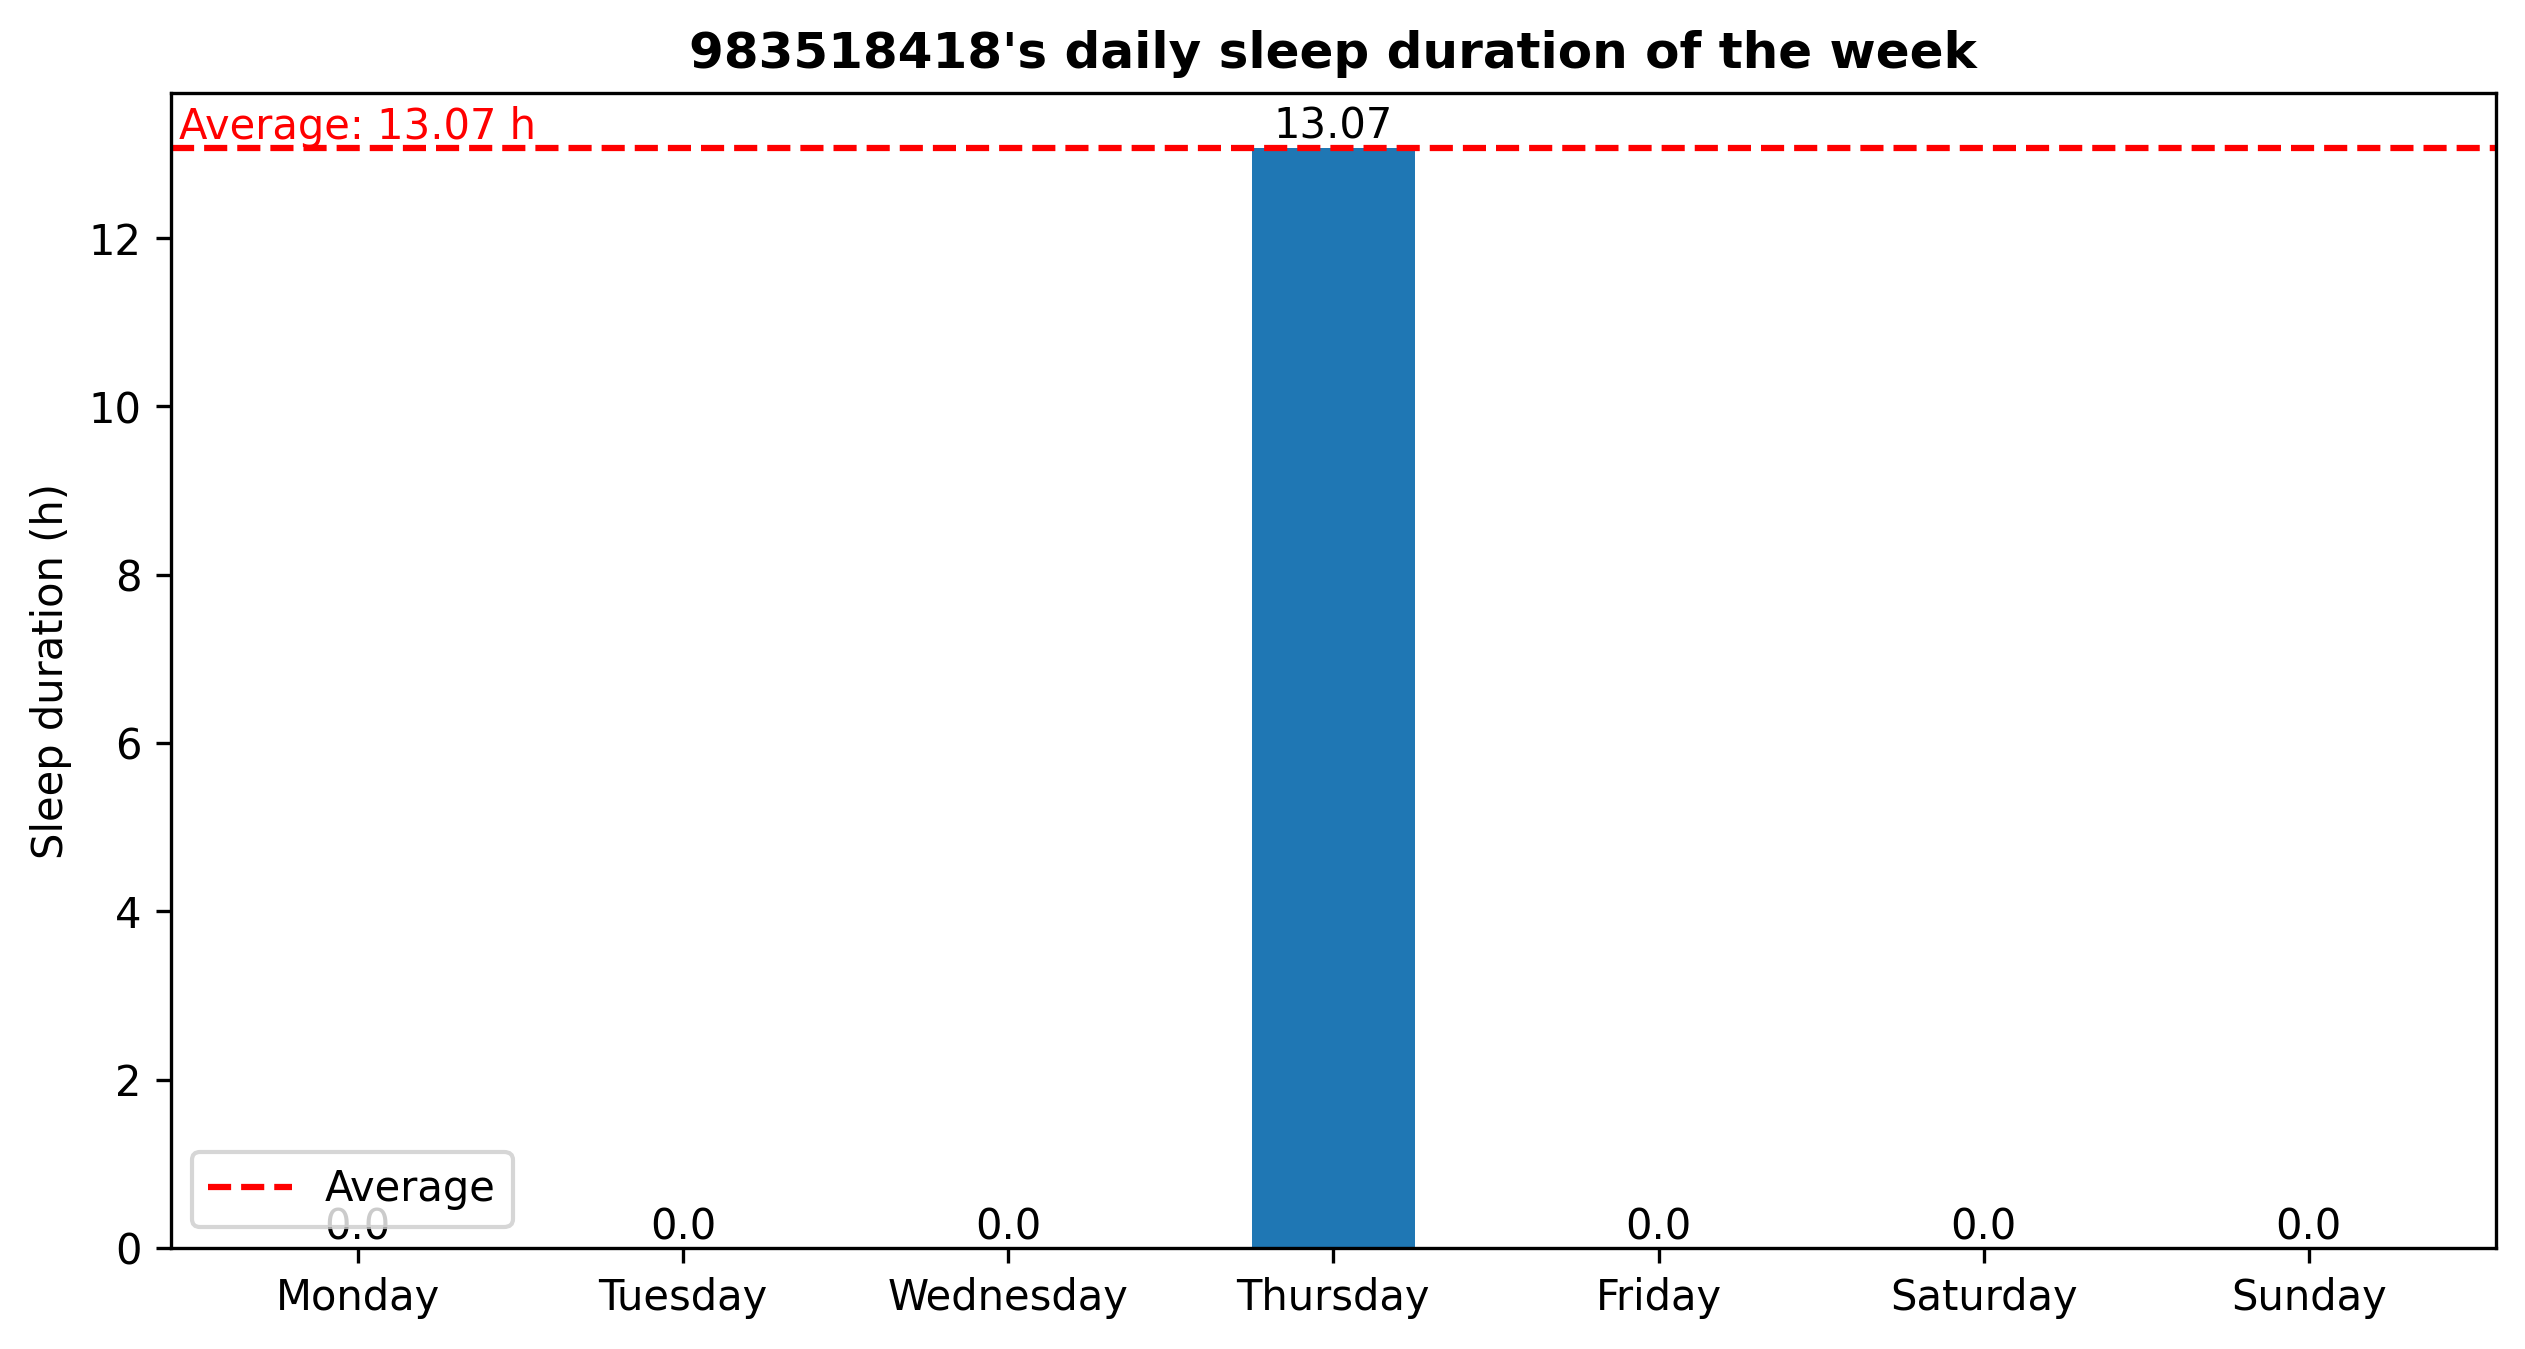 983518418's daily sleep duration of the week
Average: 13.07 h
13.07
12
10
8
6
4
2
0
Sleep duration (h)
Average
0.0
0.0
0.0
0.0
0.0
0.0
Monday
Tuesday
Wednesday
Thursday
Friday
Saturday
Sunday